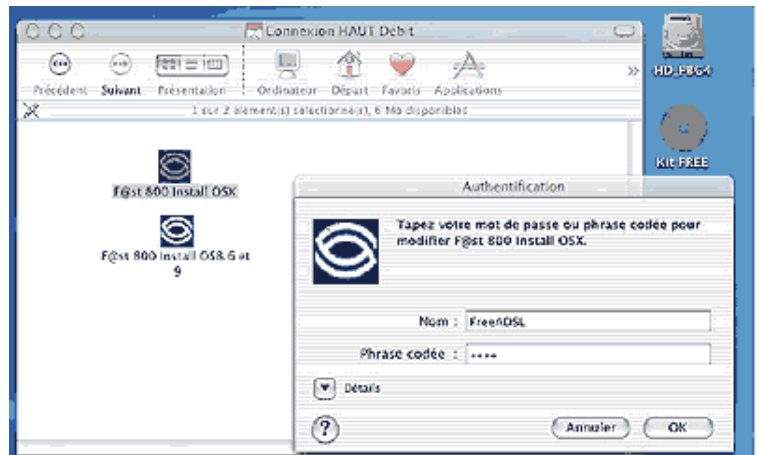 Connexion HAUT Débit
Précédent Suivant Présentation Ordinateur Départ Favoris Applications
»
1 sur 2 élément(s) sélectionné(s), 6 Mo disponibles
HD_P8G4
Kit FREE
F@st 800 Install OSX
F@st 800 Install OS8.6 et
9
Authentification
Tapez votre mot de passe ou phrase codée pour
modifier F@st 800 Install OSX.
Nom : FreeADSL
Phrase codée : ••••
Détails
?
Annuler OK